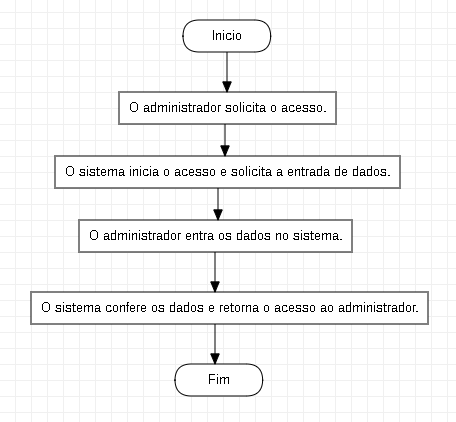 Inicio
O administrador solicita o acesso.
O sistema inicia o acesso e solicita a entrada de dados.
O administrador entra os dados no sistema.
O sistema confere os dados e retorna o acesso ao administrador.
Fim